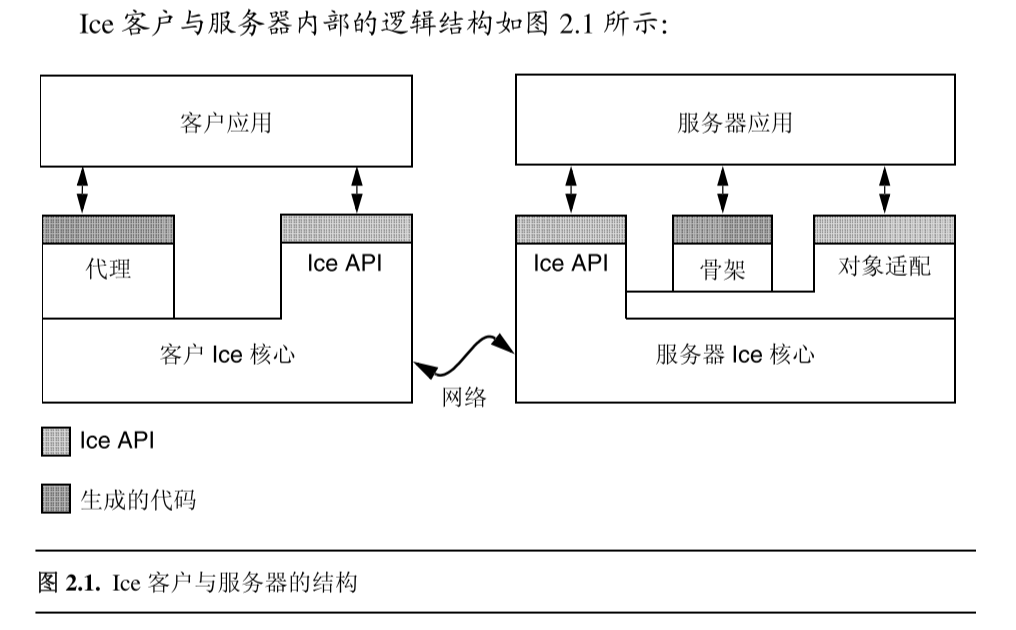 Ice 客户与服务器内部的逻辑结构如图 2.1 所示：
客户应用
服务器应用
代理
Ice API
Ice API
骨架
对象适配
客户 Ice 核心
服务器 Ice 核心
网络
Ice API
生成的代码
图 2.1. Ice 客户与服务器的结构